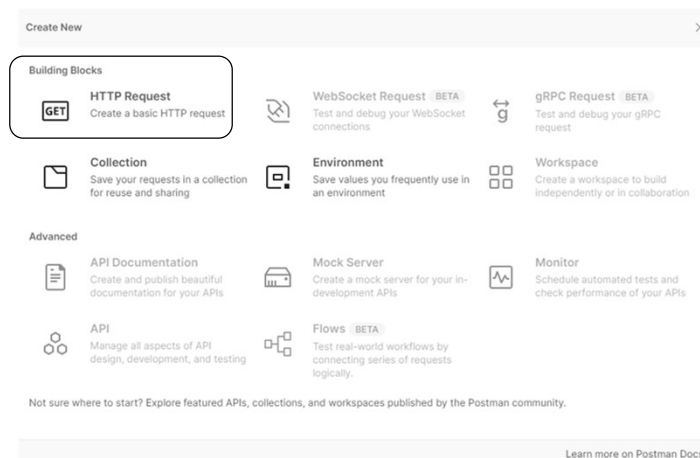 Create New
Building Blocks
GET
HTTP Request
Create a basic HTTP request
WebSocket Request BETA
Test and debug your WebSocket
connections
g
gRPC Request BETA
Test and debug your gRPC
request
Collection
Save your requests in a collection
for reuse and sharing
Environment
Save values you frequently use in
an environment
Workspace
Create a workspace to build
independently or in collaboration
Advanced
API Documentation
Create and publish beautiful
documentation for your APIs
Mock Server
Create a mock server for your in-
development APIs
Monitor
Schedule automated tests and
check performance of your APIs
API
Manage all aspects of API
design, development, and testing
Flows BETA
Test real-world workflows by
connecting series of requests
logically.
Not sure where to start? Explore featured APIs, collections, and workspaces published by the Postman community.
Learn more on Postman Doc